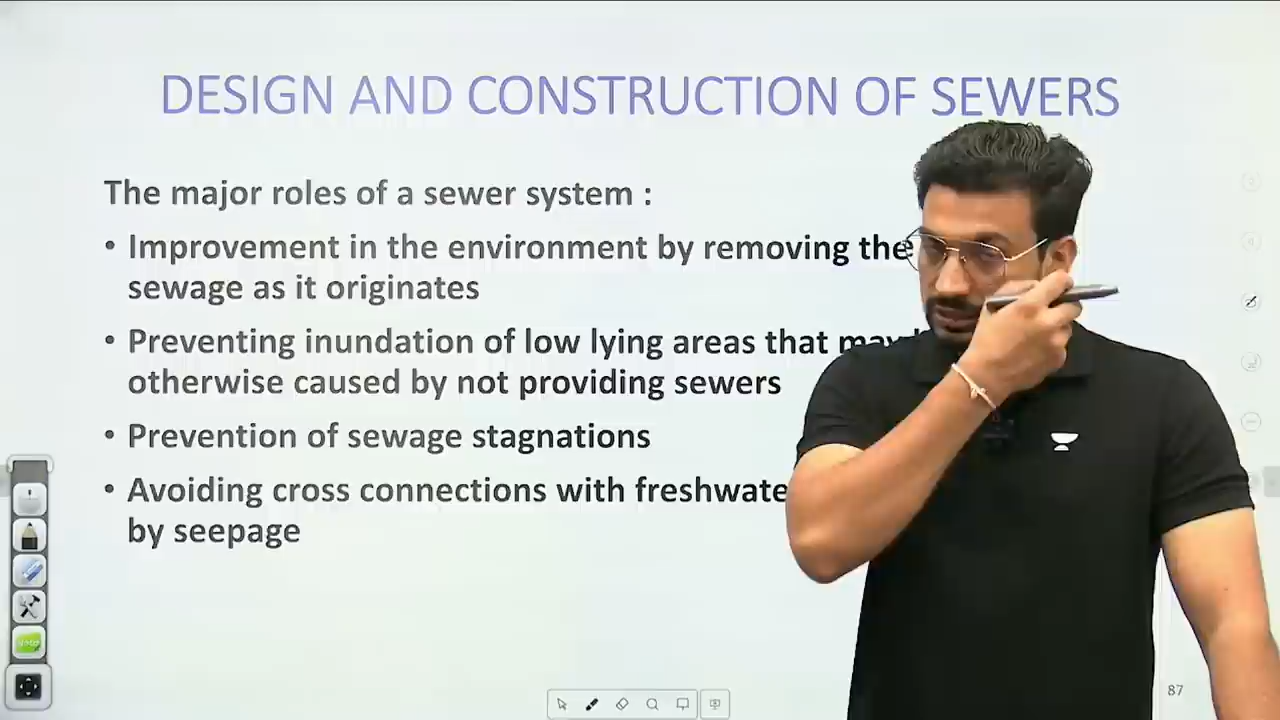 DESIGN AND CONSTRUCTION OF SEWERS
The major roles of a sewer system :
• Improvement in the environment by removing the
sewage as it originates
• Preventing inundation of low lying areas that may
otherwise caused by not providing sewers
• Prevention of sewage stagnations
• Avoiding cross connections with
by seepage
87